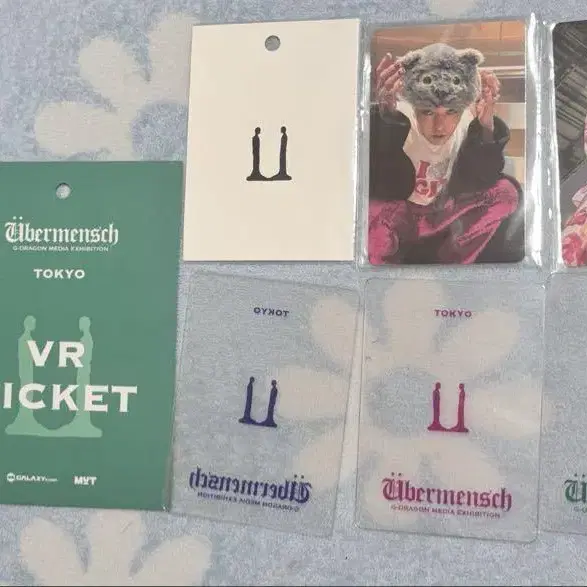 Übermensch
G-DRAGON MEDIA EXHIBITION
TOKYO
VR
ICKET
GALAXY
MYT
I
TOKYO
Übermensch
G-DRAGON MEDIA EXHIBITION
TOKYO
Übermensch
G-DRAGON MEDIA EXHIBITION
Ü